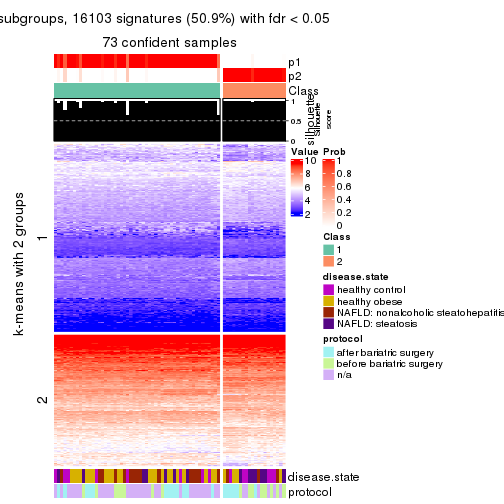 subgroups, 16103 signatures (50.9%) with fdr < 0.05
73 confident samples
p1
p2
Class
1
0.5
0
silhouette
Silhouette
score
k-means with 2 groups
1
2
Value
10
8
6
4
2
Prob
1
0.8
0.6
0.4
0.2
0
Class
1
2
disease.state
healthy control
healthy obese
NAFLD: nonalcoholic steatohepatitis
NAFLD: steatosis
protocol
after bariatric surgery
before bariatric surgery
n/a
disease.state
protocol